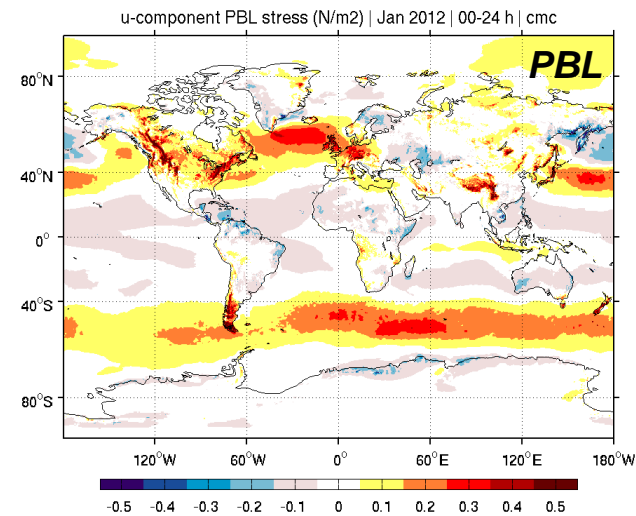 u-component PBL stress (N/m2) | Jan 2012 | 00-24 h | cmc
PBL
80°N
40°N
0°
40°S
80°S
120°W 60°W 0° 60°E 120°E 180°W
-0.5 -0.4 -0.3 -0.2 -0.1 0 0.1 0.2 0.3 0.4 0.5